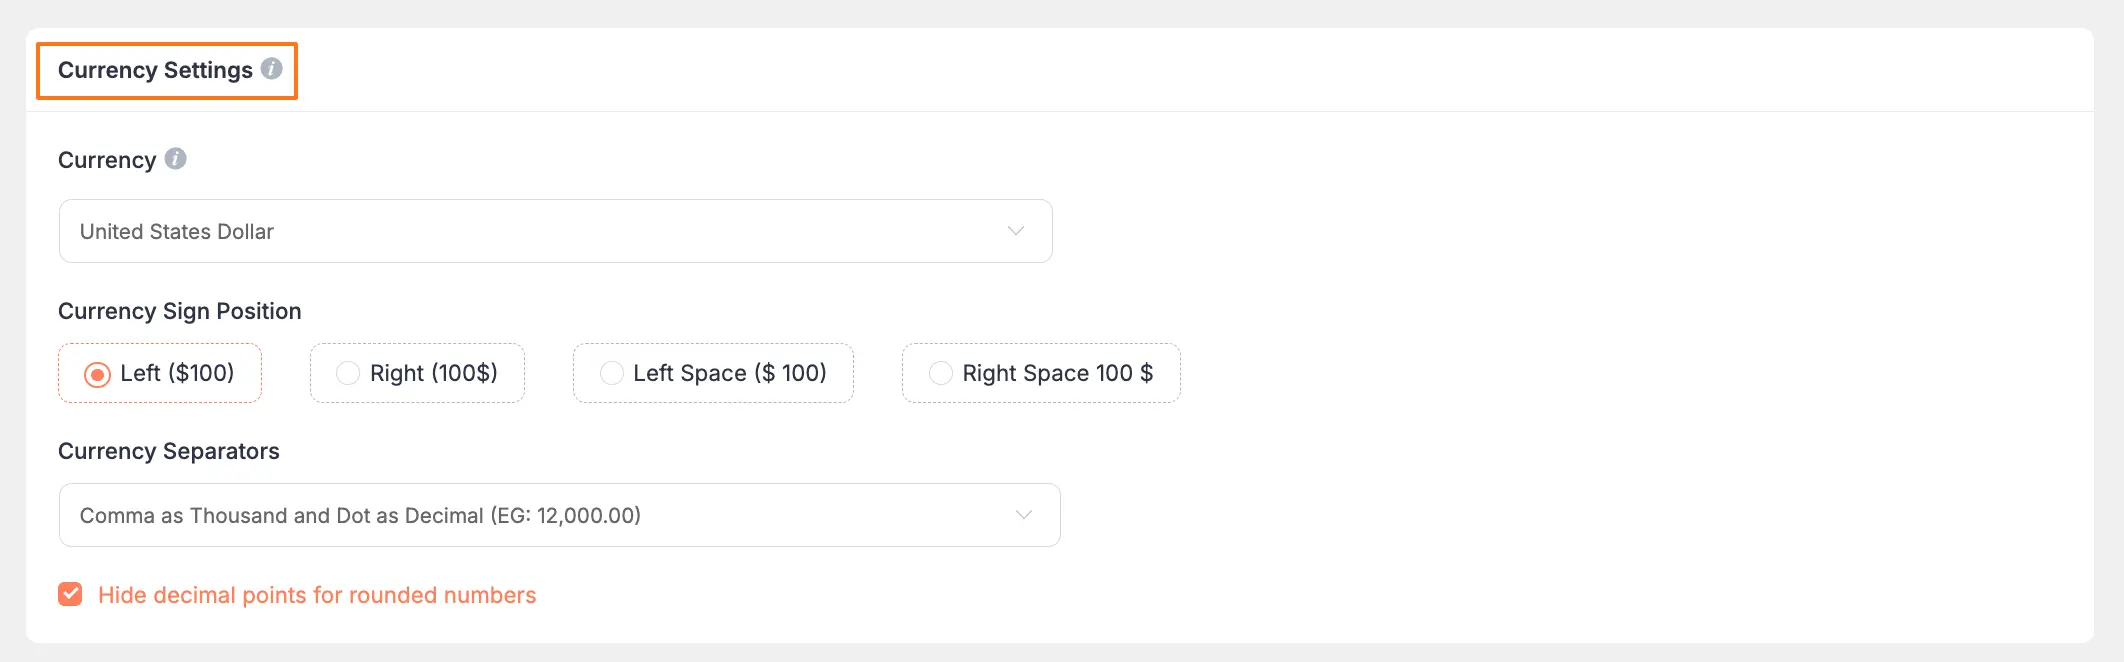 Currency Settings
Currency
United States Dollar
Currency Sign Position
Left ($100) Right (100$) Left Space ($ 100) Right Space 100 $
Currency Separators
Comma as Thousand and Dot as Decimal (EG: 12,000.00)
Hide decimal points for rounded numbers